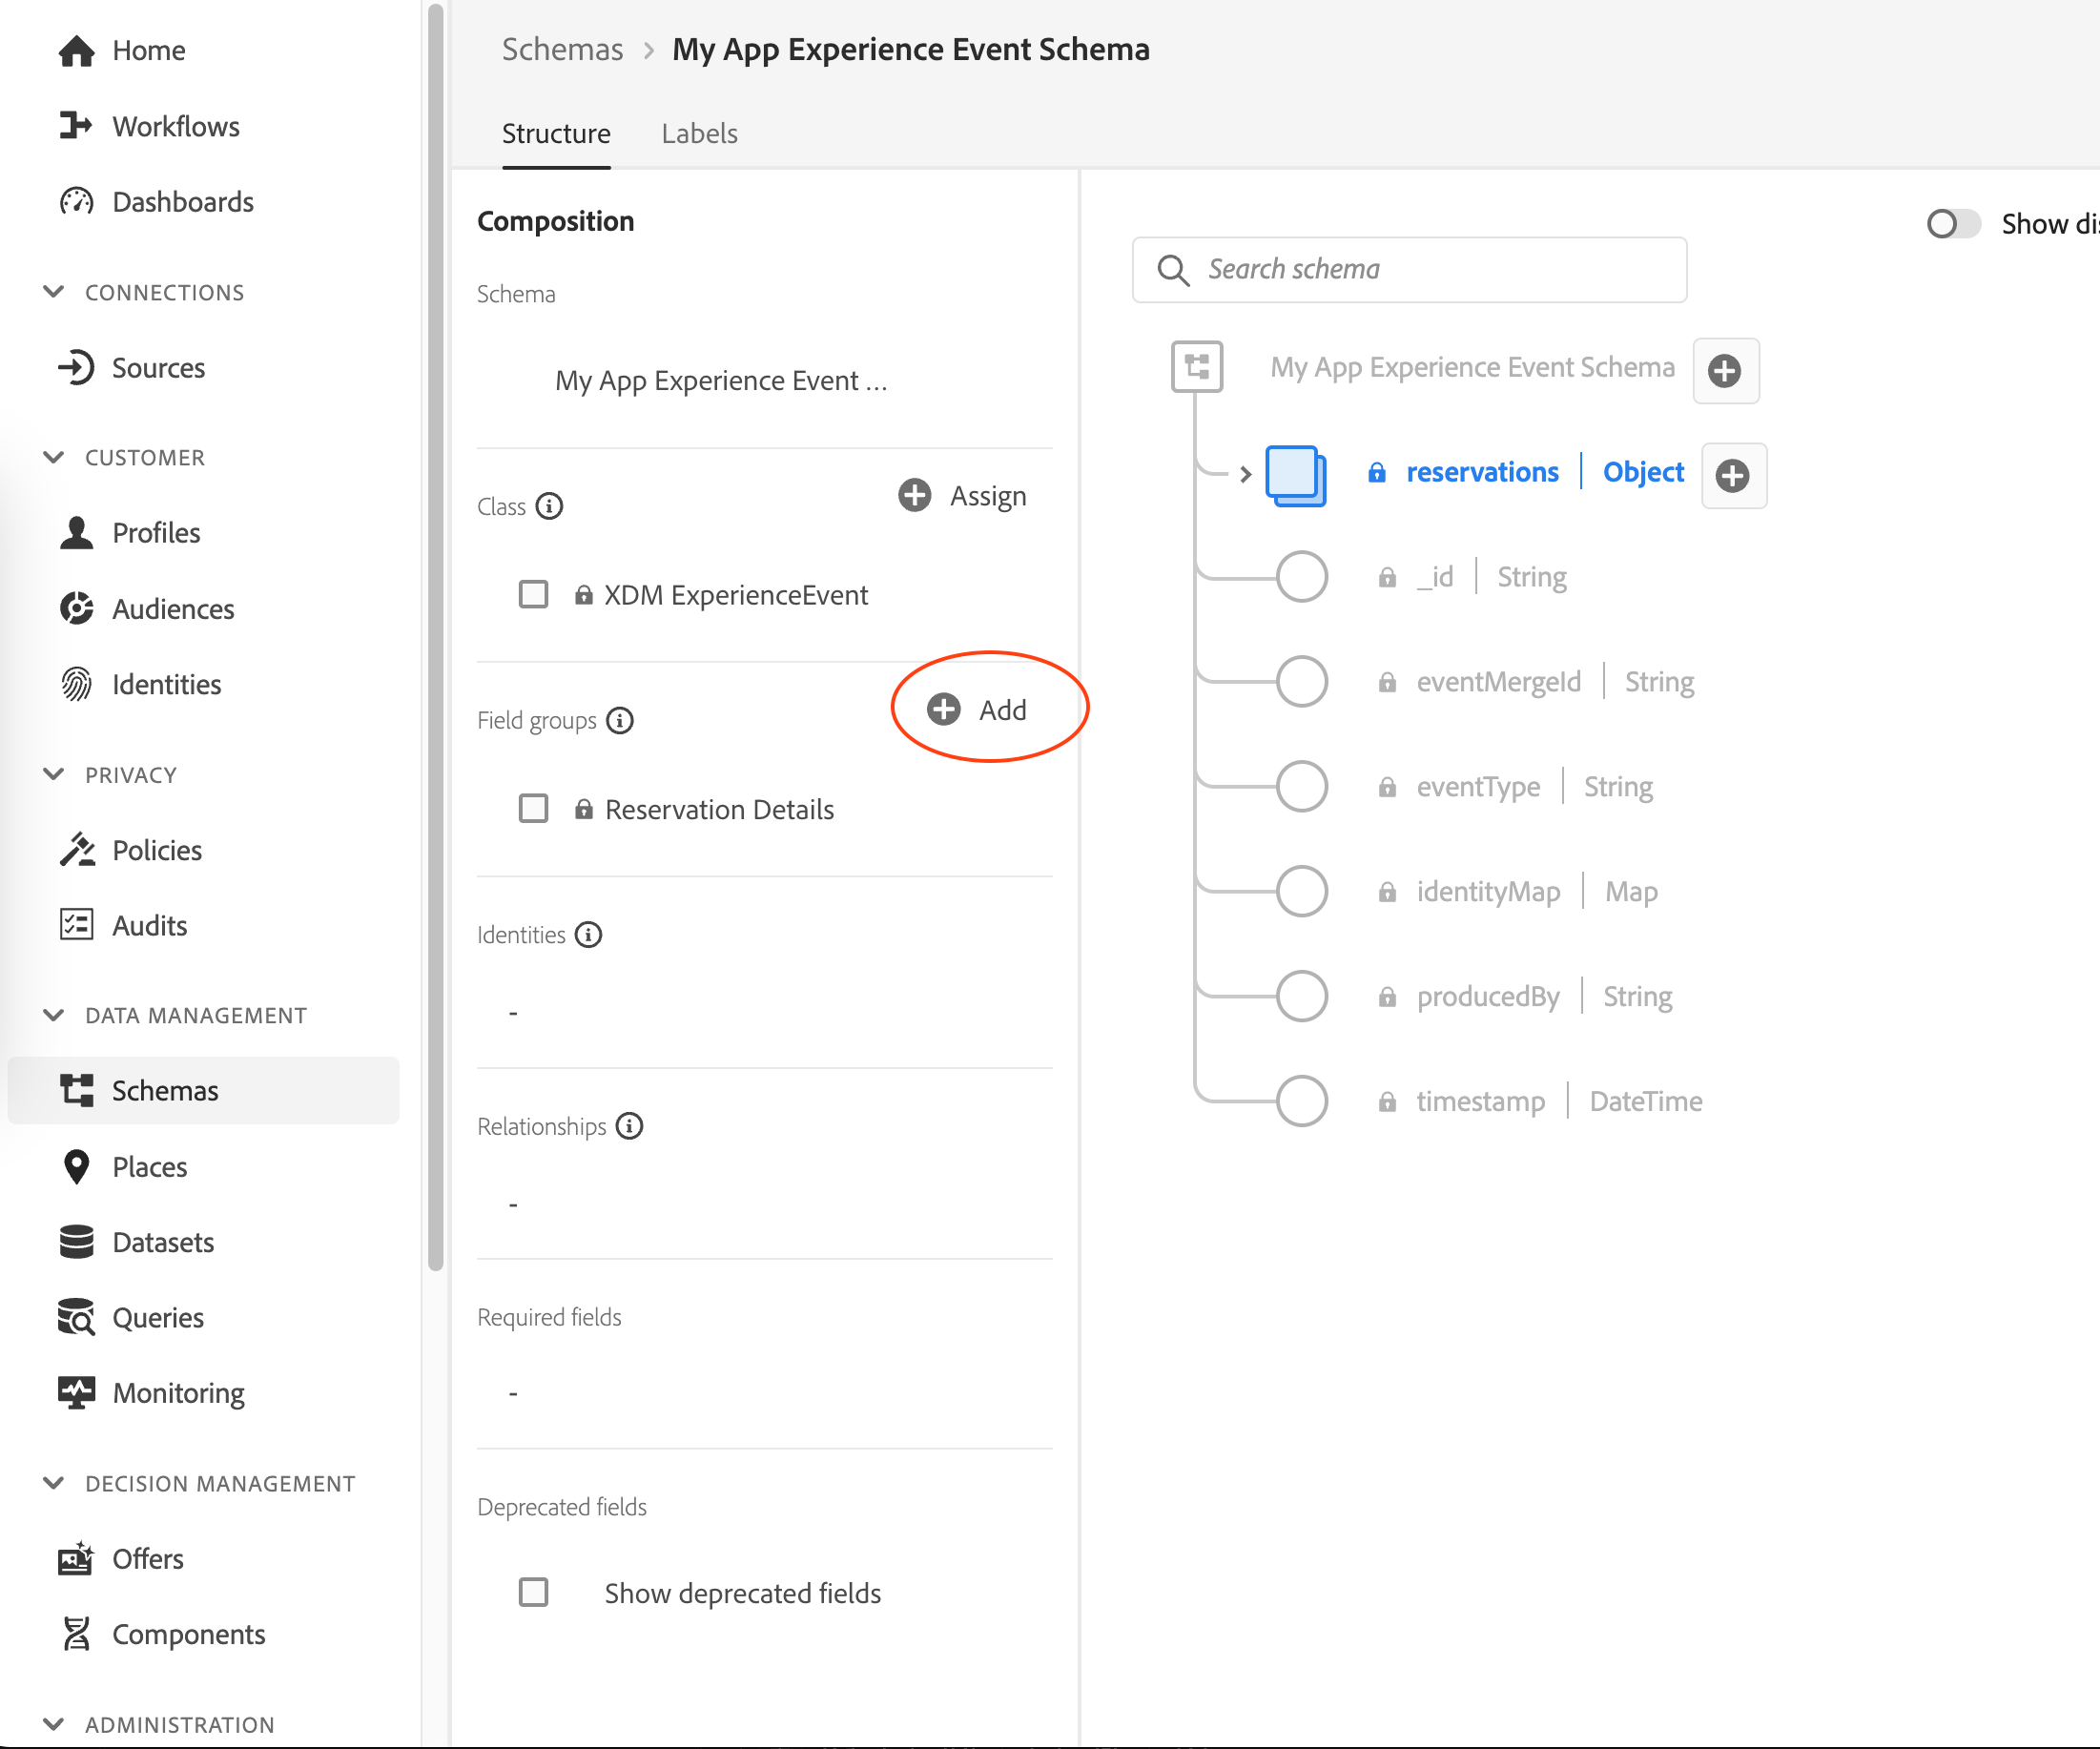 Home
Workflows
Dashboards
CONNECTIONS
Sources
CUSTOMER
Profiles
Audiences
Identities
PRIVACY
Policies
Audits
DATA MANAGEMENT
Schemas
Places
Datasets
Queries
Monitoring
DECISION MANAGEMENT
Offers
Components
ADMINISTRATION
Schemas > My App Experience Event Schema
Structure Labels
Composition
Schema
My App Experience Event ...
Class Assign
XDM ExperienceEvent
Field groups Add
Reservation Details
Identities
-
Relationships
-
Required fields
-
Deprecated fields
Show deprecated fields
Show
Search schema
My App Experience Event Schema
reservations | Object
_id | String
eventMergeId | String
eventType | String
identityMap | Map
producedBy | String
timestamp | DateTime